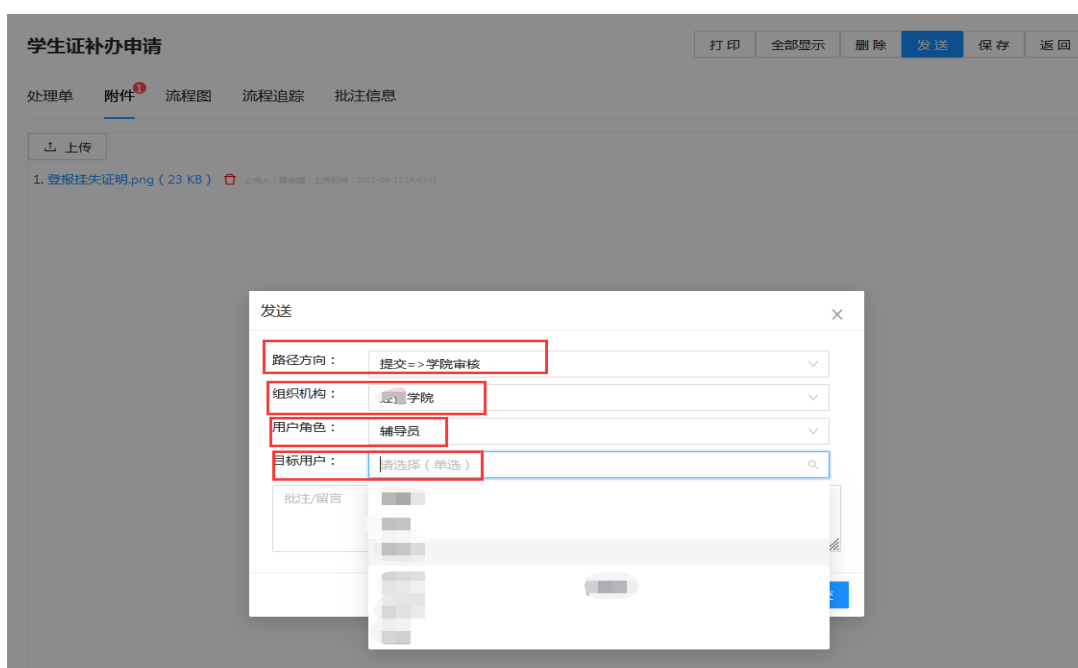 学生证补办申请
打 印 全部显示 删 除 发 送 保 存 返 回
处理单 附件 1 流程图 流程追踪 批注信息
上传
1. 登报挂失证明.png ( 23 KB )
发送
路径方向： 提交=>学院审核
组织机构： 学院
用户角色： 辅导员
目标用户： 请选择（单选）
批注/留言